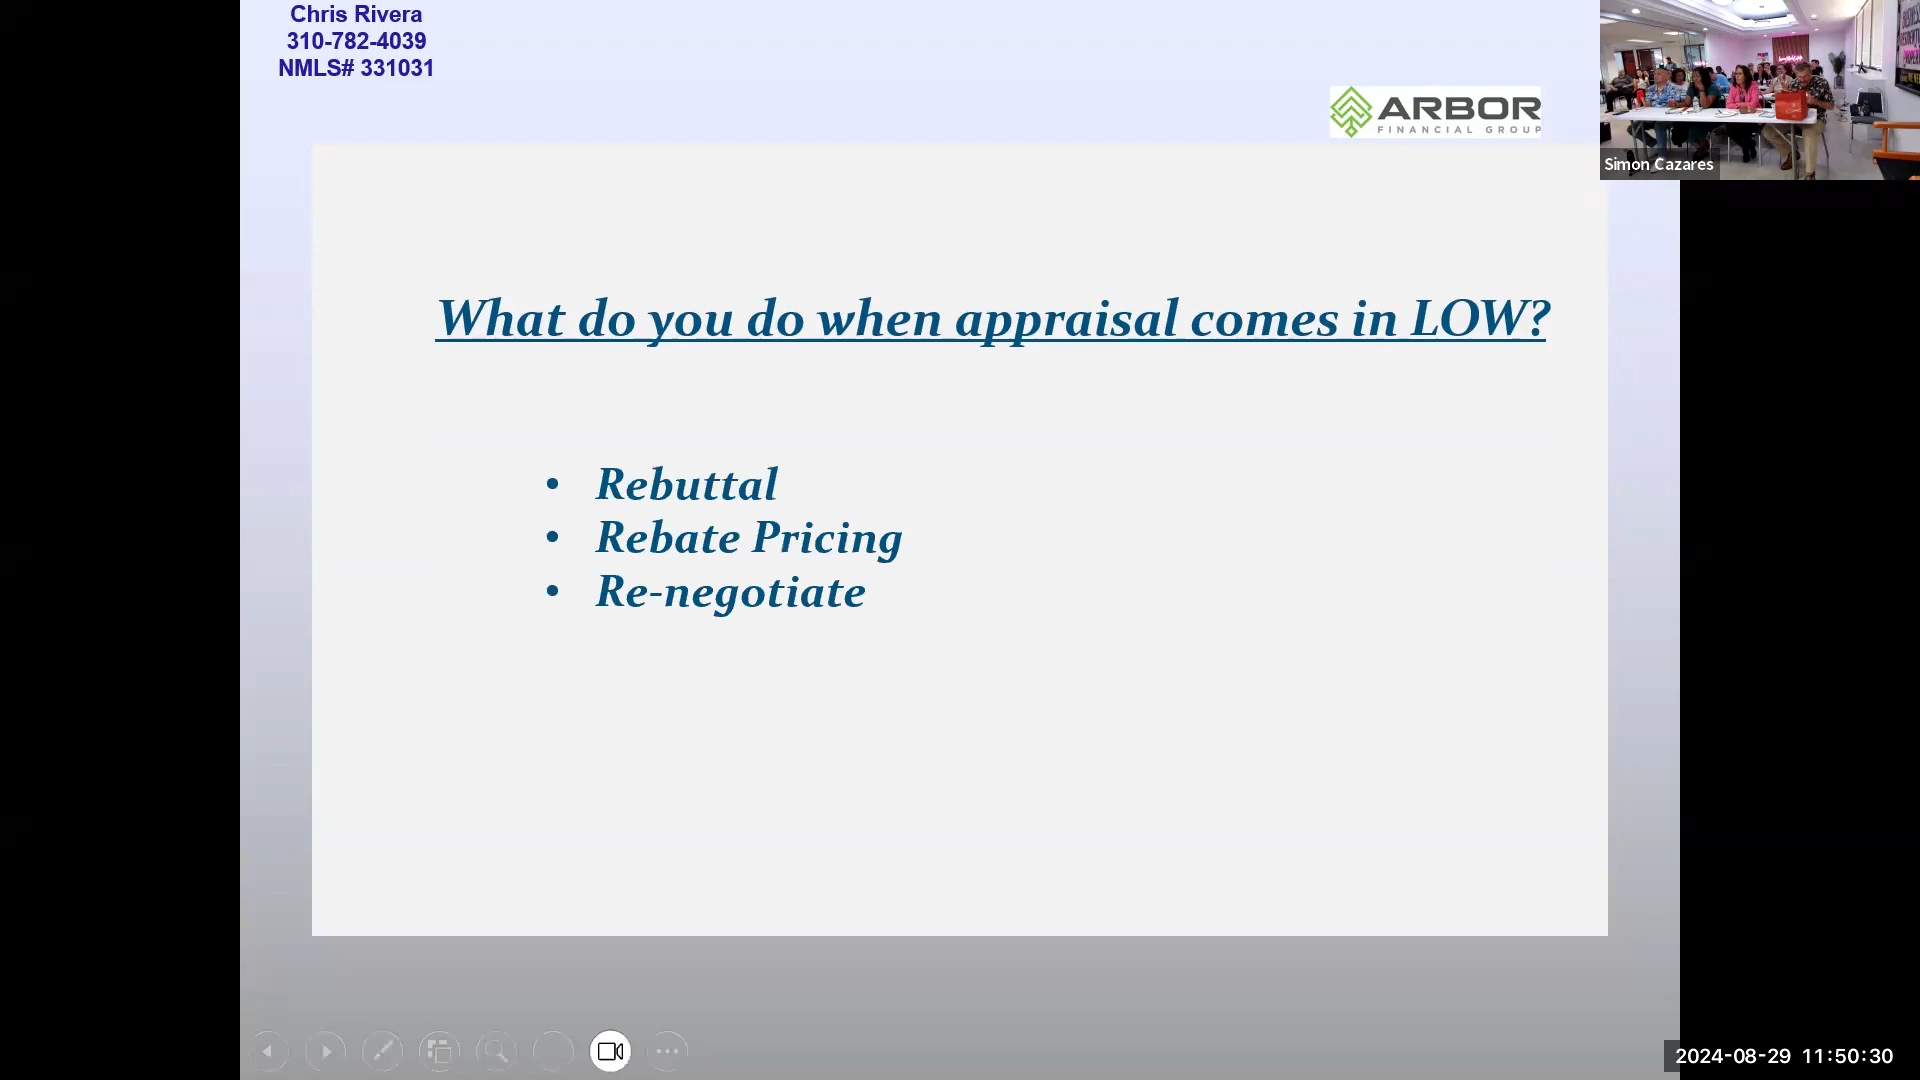 Chris Rivera
310-782-4039
NMLS# 331031
ARBOR
FINANCIAL GROUP
Simon Cazares
What do you do when appraisal comes in LOW?
• Rebuttal
• Rebate Pricing
• Re-negotiate
2024-08-29 11:50:30